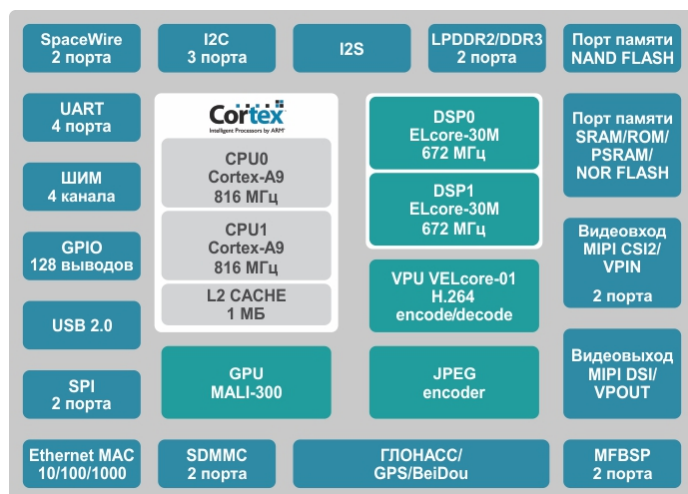 SpaceWire
2 порта
I2C
3 порта
I2S
LPDDR2/DDR3
2 порта
Порт памяти
NAND FLASH
UART
4 порта
ШИМ
4 канала
GPIO
128 выводов
USB 2.0
SPI
2 порта
Cortex
Intelligent Processors by ARM®
CPU0
Cortex-A9
816 МГц
CPU1
Cortex-A9
816 МГц
L2 CACHE
1 МБ
DSP0
ELcore-30M
672 МГц
DSP1
ELcore-30M
672 МГц
VPU VELcore-01
H.264
encode/decode
GPU
MALI-300
JPEG
encoder
Порт памяти
SRAM/ROM/
PSRAM/
NOR FLASH
Видеовход
MIPI CSI2/
VPIN
2 порта
Видеовыход
MIPI DSI/
VPOUT
Ethernet MAC
10/100/1000
SDMMC
2 порта
ГЛОНАСС/
GPS/BeiDou
MFBSP
2 порта